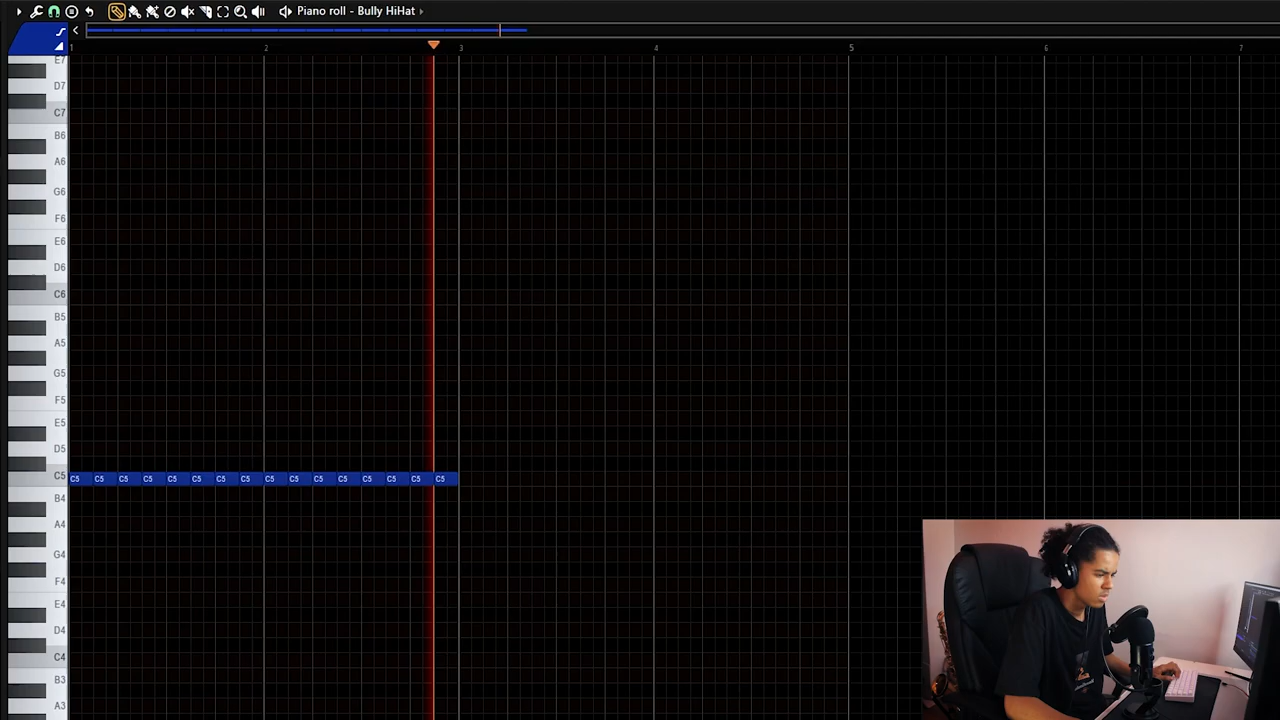 Piano roll - Bully HiHat
1 2 3 4 5 6 7
E7
D7
C7
B6
A6
G6
F6
E6
D6
C6
B5
A5
G5
F5
E5
D5
C5 C5 C5 C5 C5 C5 C5 C5 C5 C5 C5 C5 C5 C5 C5 C5 C5
B4
A4
G4
F4
E4
D4
C4
B3
A3